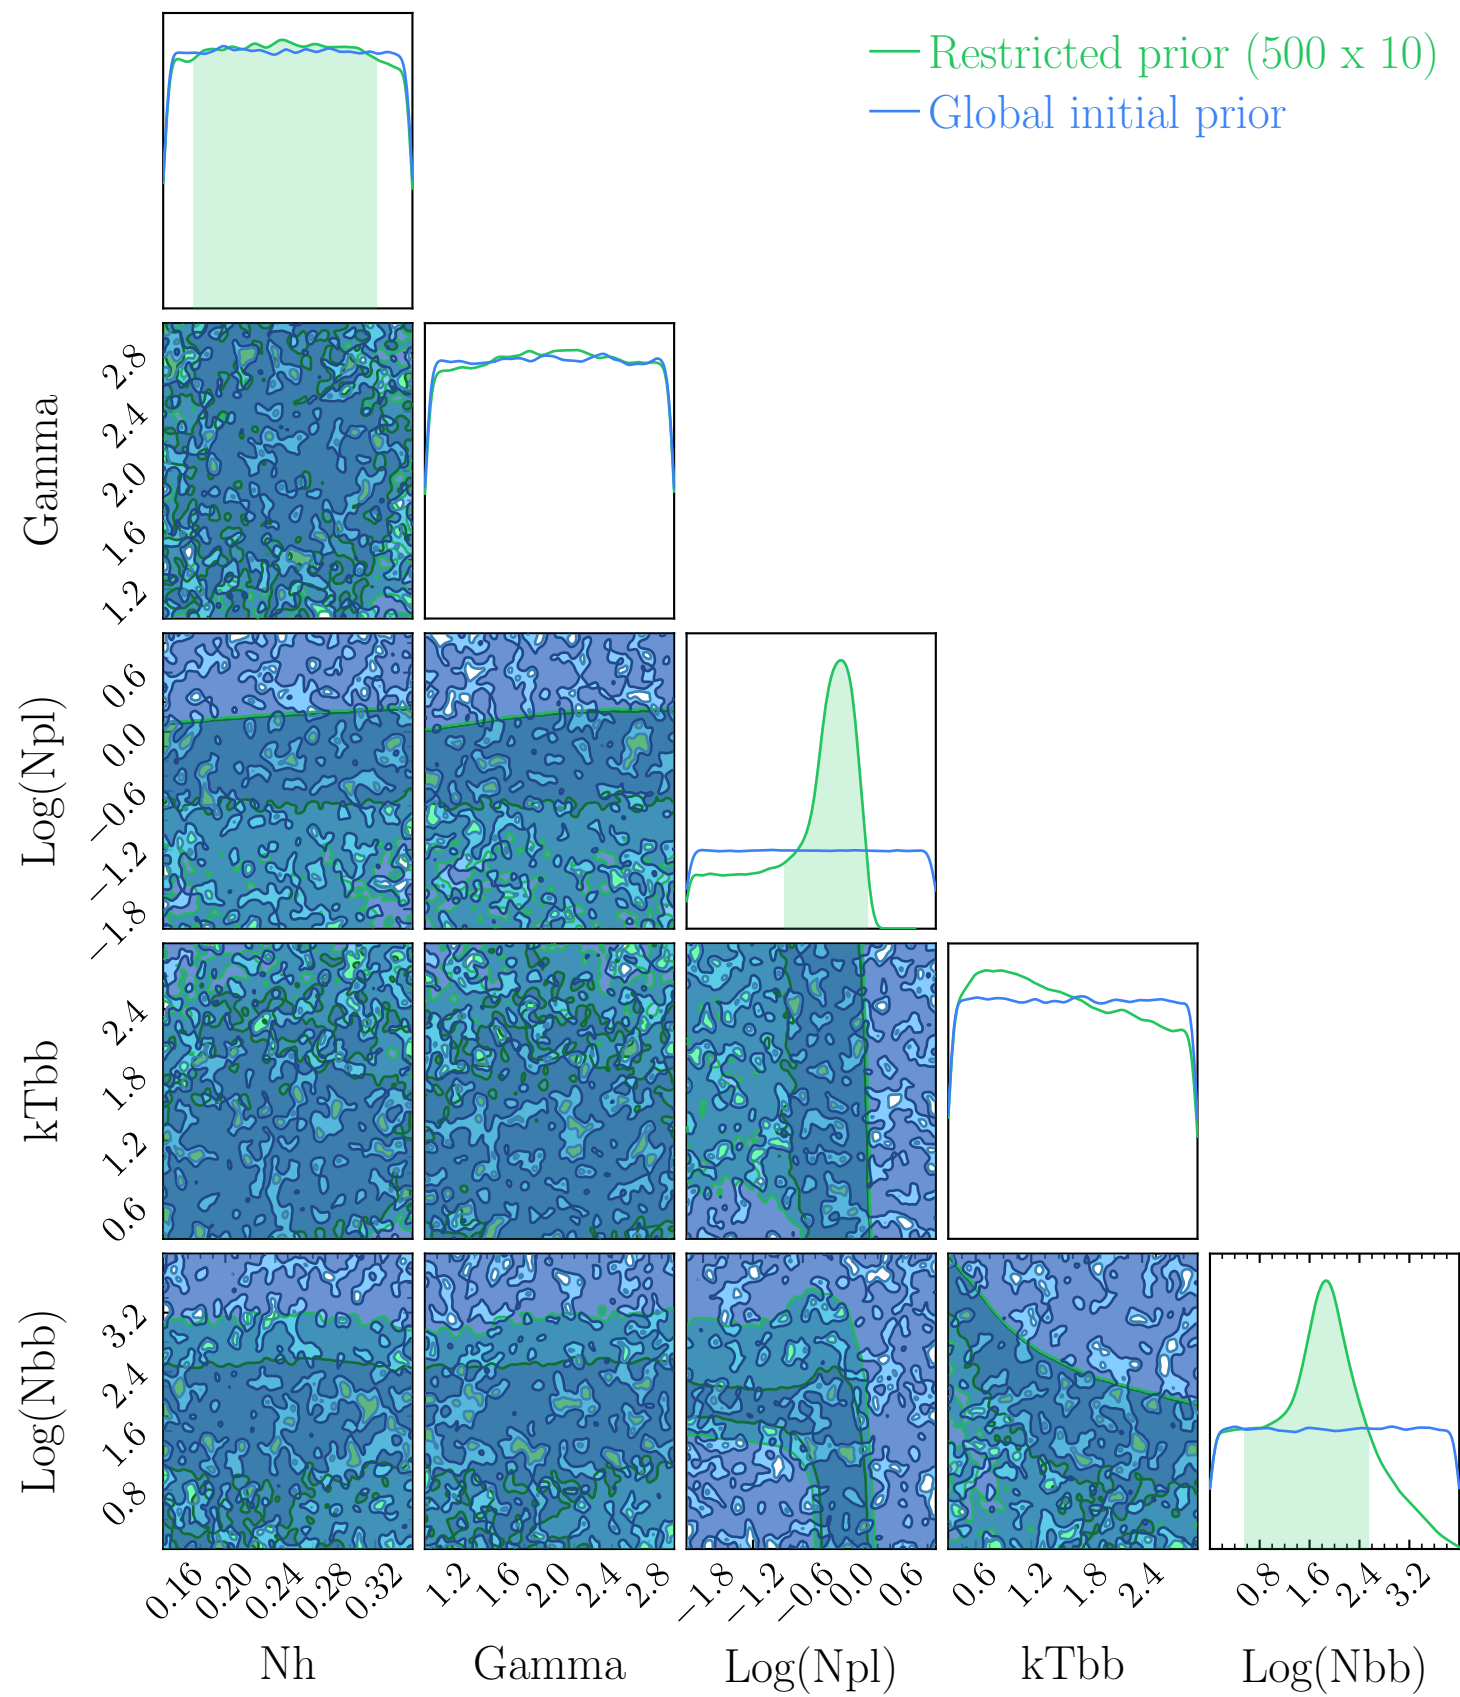 Restricted prior (500 x 10)
Global initial prior
Gamma
2.8
2.4
2.0
1.6
1.2
Log(Npl)
0.6
0.0
−0.6
−1.2
−1.8
kTbb
2.4
1.8
1.2
0.6
Log(Nbb)
3.2
2.4
1.6
0.8
0.16 0.20 0.24 0.28 0.32 1.2 1.6 2.0 2.4 2.8 −1.8 −1.2 −0.6 0.0 0.6 0.6 1.2 1.8 2.4 0.8 1.6 2.4 3.2
Nh Gamma Log(Npl) kTbb Log(Nbb)